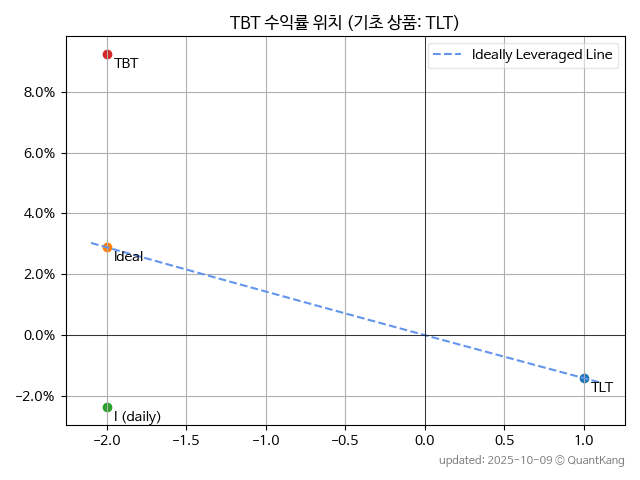 TBT 수익률 위치 (기초 상품: TLT)
Ideally Leveraged Line
TBT
8.0%
6.0%
4.0%
Ideal
2.0%
0.0%
TLT
-2.0%
I (daily)
-2.0 -1.5 -1.0 -0.5 0.0 0.5 1.0
updated: 2025-10-09 © QuantKang